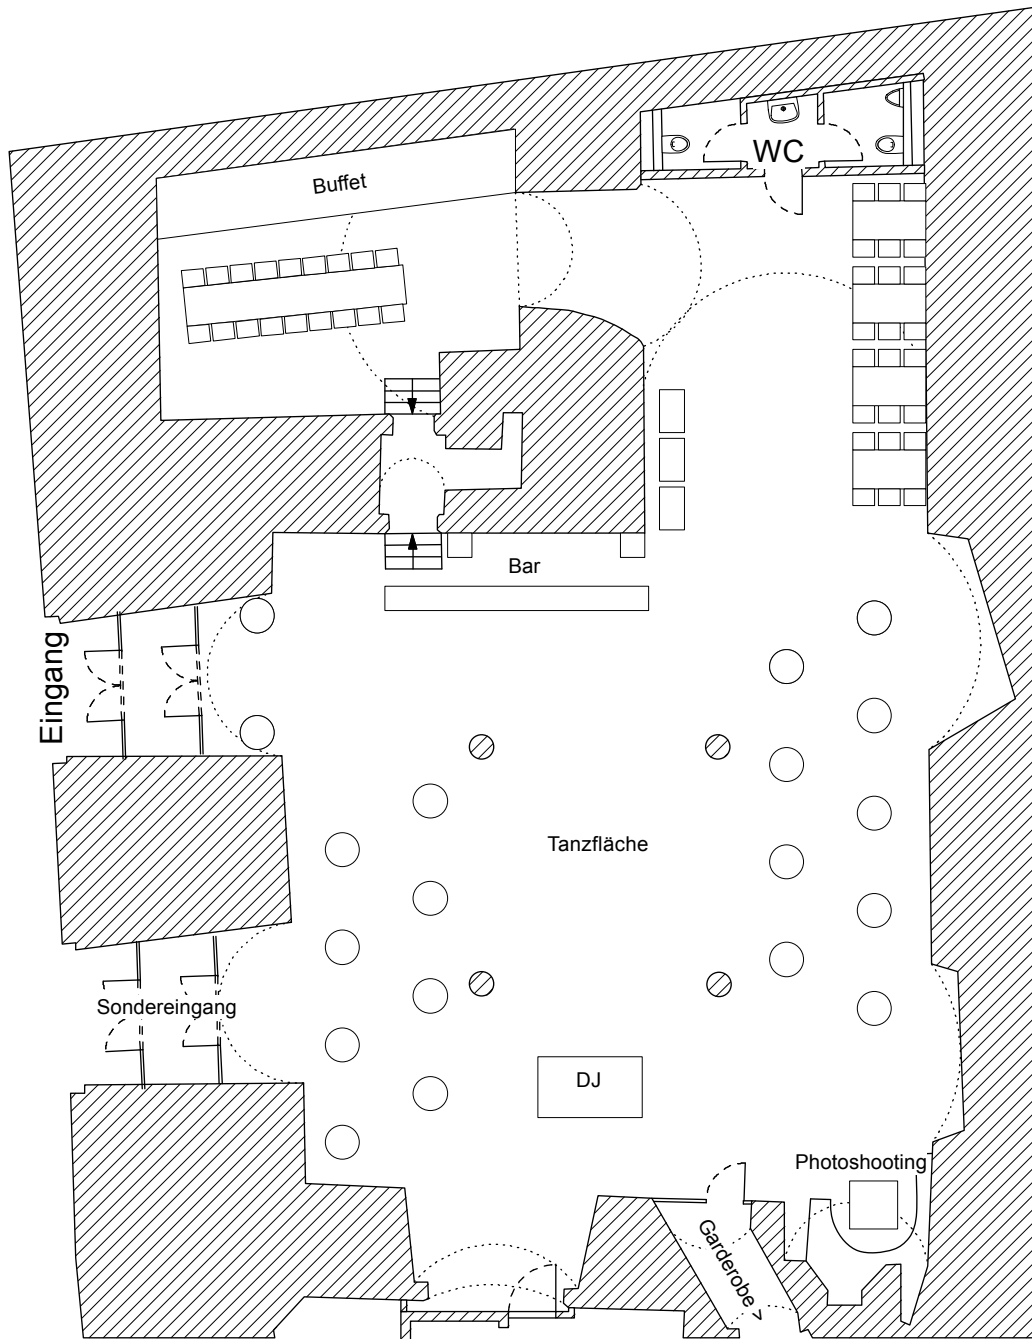 WC
Buffet
Bar
Eingang
Tanzfläche
Sondereingang
DJ
Photoshooting
Garderobe >